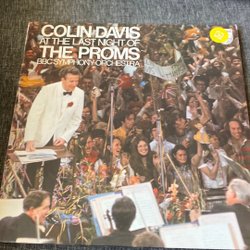 COLIN DAVIS
AT THE LAST NIGHT OF
THE PROMS
BBC SYMPHONY ORCHESTRA